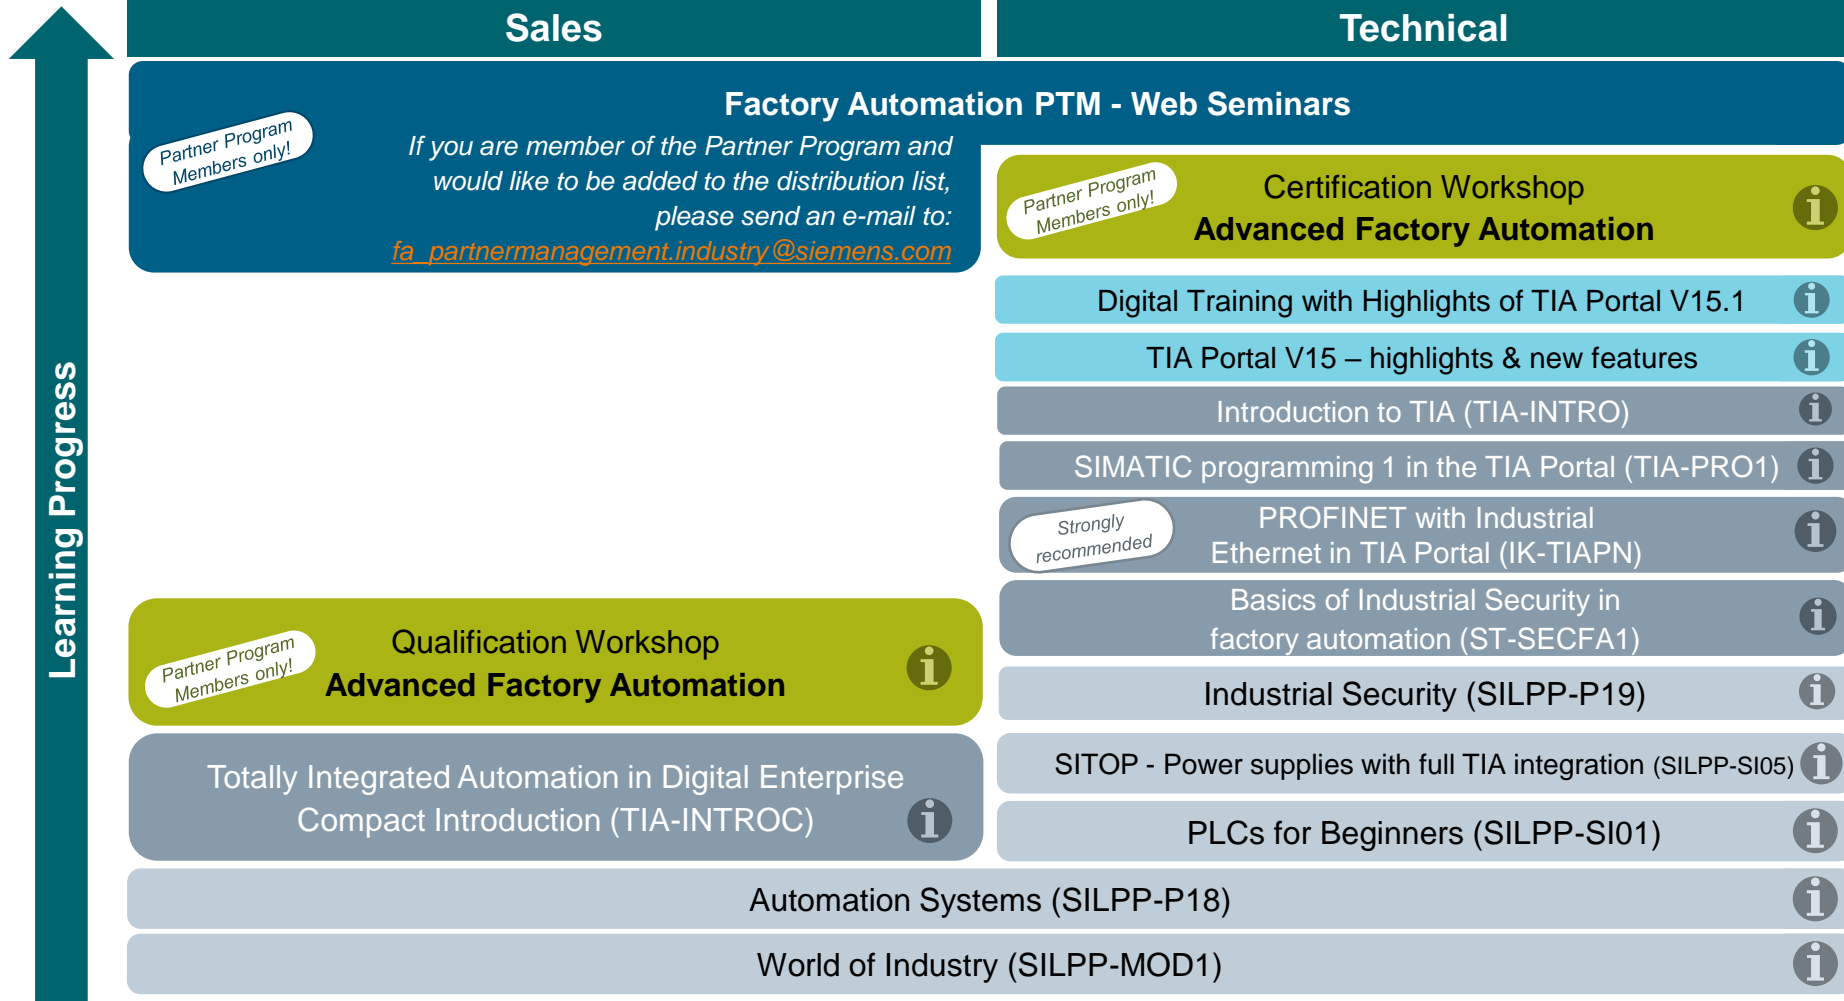 Sales
Technical
Learning Progress
Factory Automation PTM - Web Seminars
Partner Program
Members only!
If you are member of the Partner Program and
would like to be added to the distribution list,
please send an e-mail to:
fa_partnermanagement.industry@siemens.com
Partner Program
Members only!
Certification Workshop
Advanced Factory Automation
i
Digital Training with Highlights of TIA Portal V15.1
i
TIA Portal V15 – highlights & new features
i
Introduction to TIA (TIA-INTRO)
i
SIMATIC programming 1 in the TIA Portal (TIA-PRO1)
i
Strongly
recommended
PROFINET with Industrial
Ethernet in TIA Portal (IK-TIAPN)
i
Basics of Industrial Security in
factory automation (ST-SECFA1)
i
Partner Program
Members only!
Qualification Workshop
Advanced Factory Automation
i
Industrial Security (SILPP-P19)
i
Totally Integrated Automation in Digital Enterprise
Compact Introduction (TIA-INTROC)
i
SITOP - Power supplies with full TIA integration (SILPP-SI05)
i
PLCs for Beginners (SILPP-SI01)
i
Automation Systems (SILPP-P18)
i
World of Industry (SILPP-MOD1)
i